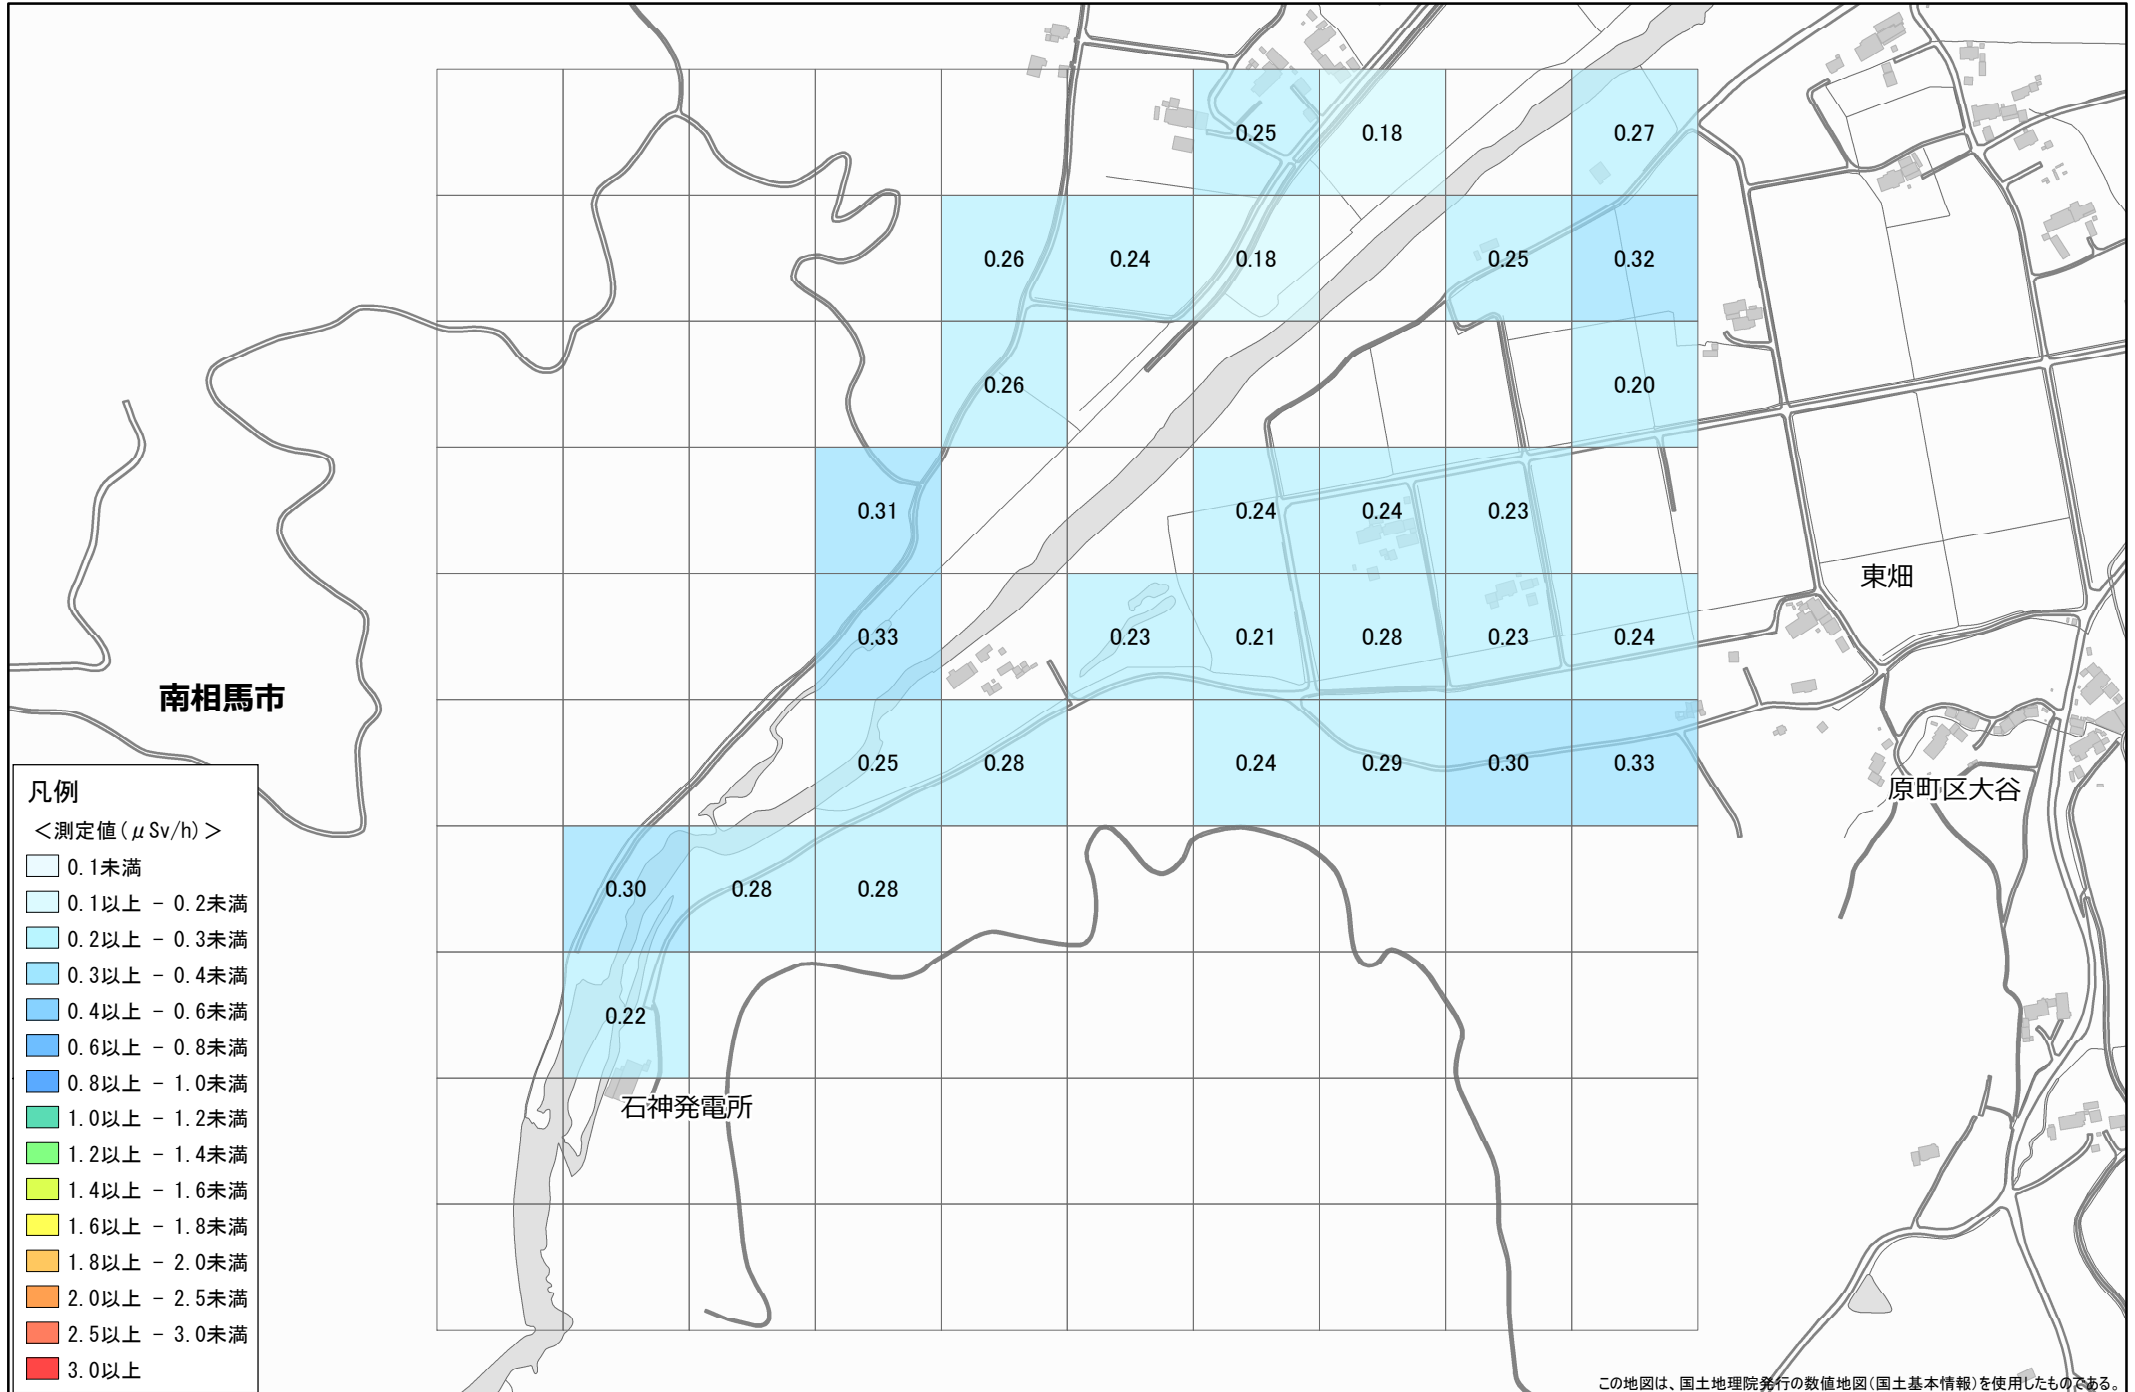 0.25 0.18 0.27
0.26 0.24 0.18 0.25 0.32
0.26 0.20
0.31 0.24 0.24 0.23
東畑
0.33 0.23 0.21 0.28 0.23 0.24
南相馬市
0.25 0.28 0.24 0.29 0.30 0.33
原町区大谷
0.30 0.28 0.28
0.22
石神発電所
凡例
＜測定値(μSv/h)＞
0.1未満
0.1以上 － 0.2未満
0.2以上 － 0.3未満
0.3以上 － 0.4未満
0.4以上 － 0.6未満
0.6以上 － 0.8未満
0.8以上 － 1.0未満
1.0以上 － 1.2未満
1.2以上 － 1.4未満
1.4以上 － 1.6未満
1.6以上 － 1.8未満
1.8以上 － 2.0未満
2.0以上 － 2.5未満
2.5以上 － 3.0未満
3.0以上
この地図は、国土地理院発行の数値地図(国土基本情報)を使用したものである。